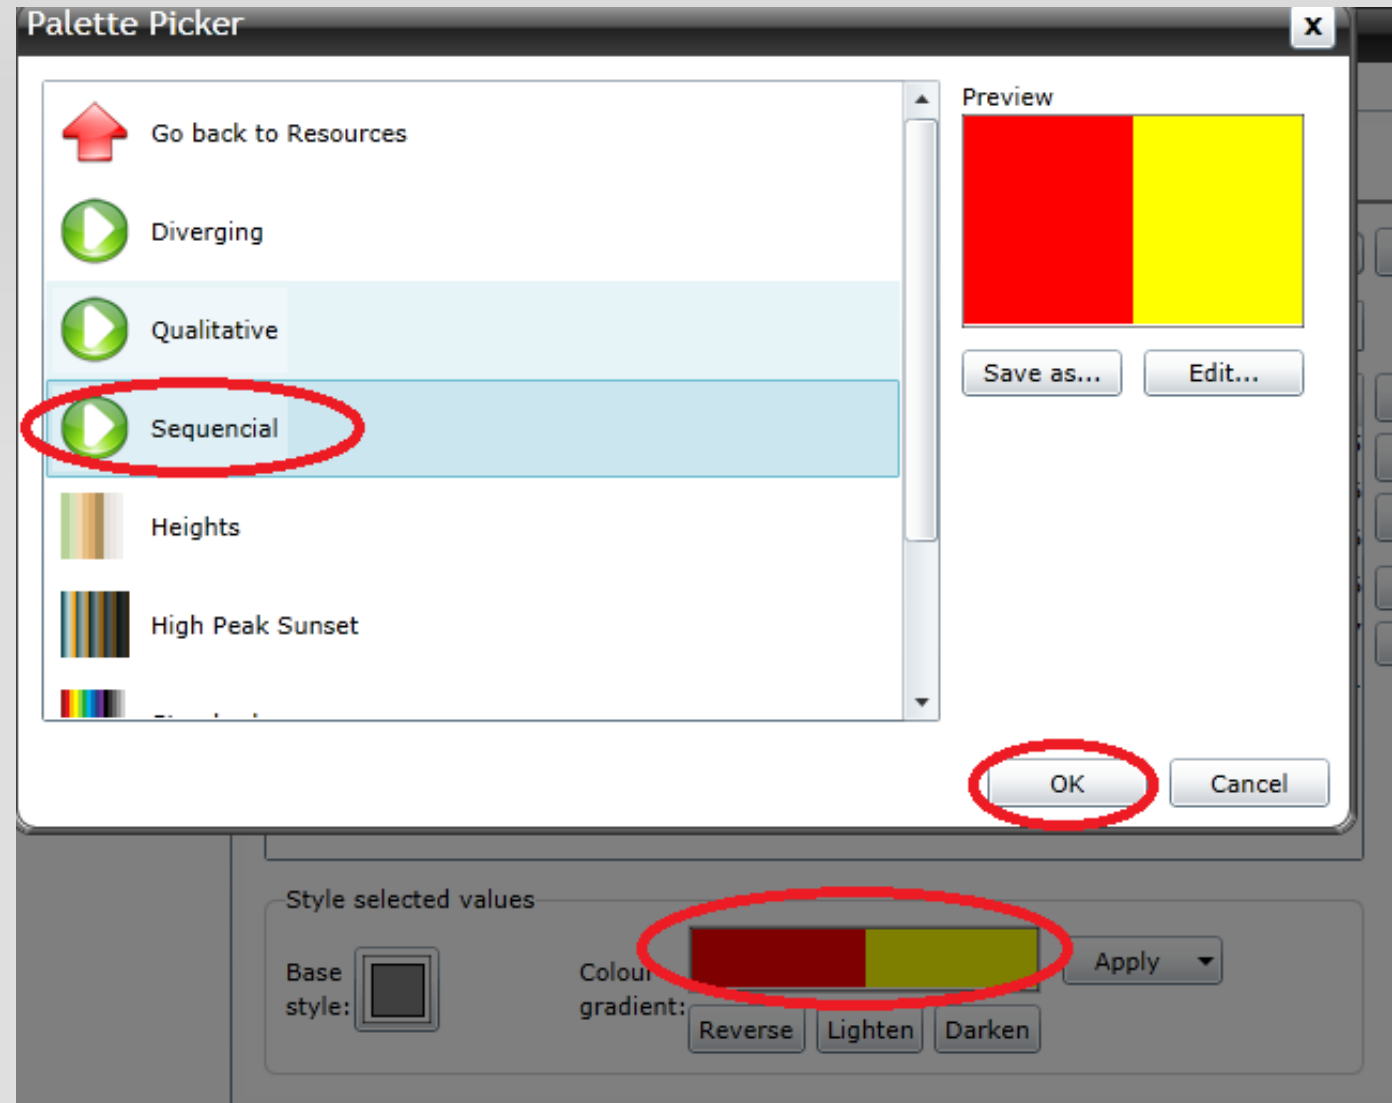 Palette Picker
x
Go back to Resources
Diverging
Qualitative
Sequencial
Heights
High Peak Sunset
Preview
Save as...
Edit...
OK
Cancel
Style selected values
Base
style:
Colour
gradient:
Apply
Reverse
Lighten
Darken